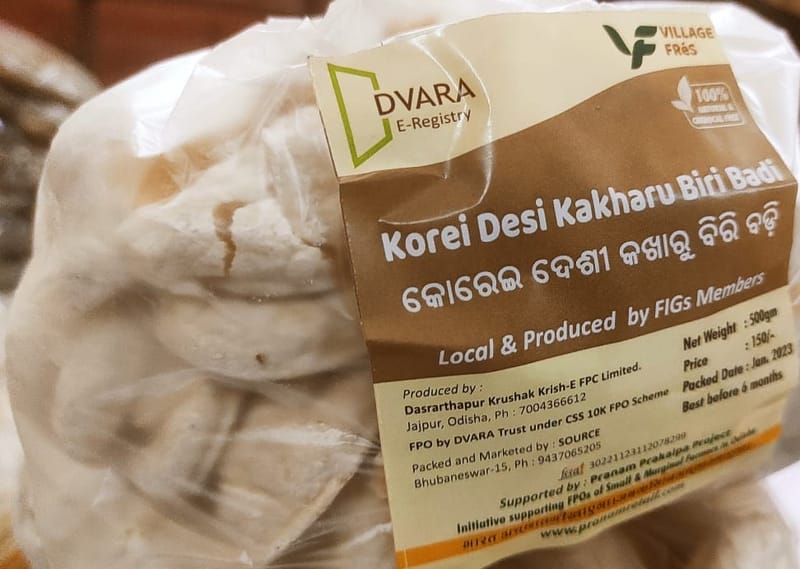 DVARA
E-Registry
VILLAGE
FRéS
100%
CHEMICAL FREE
Korei Desi Kakharu Biri Badi
କୋରେଇ ଦେଶୀ କଖାରୁ ବିରି ବଡ଼ି
Local & Produced by FIGs Members
Net Weight : 500gm
Price : 150/-
Packed Date : Jan. 2023
Best before 6 months
Produced by :
Dasrarthapur Krushak Krish-E FPC Limited.
Jajpur, Odisha, Ph : 7004366612
FPO by DVARA Trust under CSS 10K FPO Scheme
Packed and Marketed by : SOURCE
Bhubaneswar-15, Ph : 9437065205
fssai 30221123112078299
Supported by : Pranam Prakalpa Project
Initiative supporting FPOs of Small & Marginal Farmers in Odisha
www.pranamretail.com